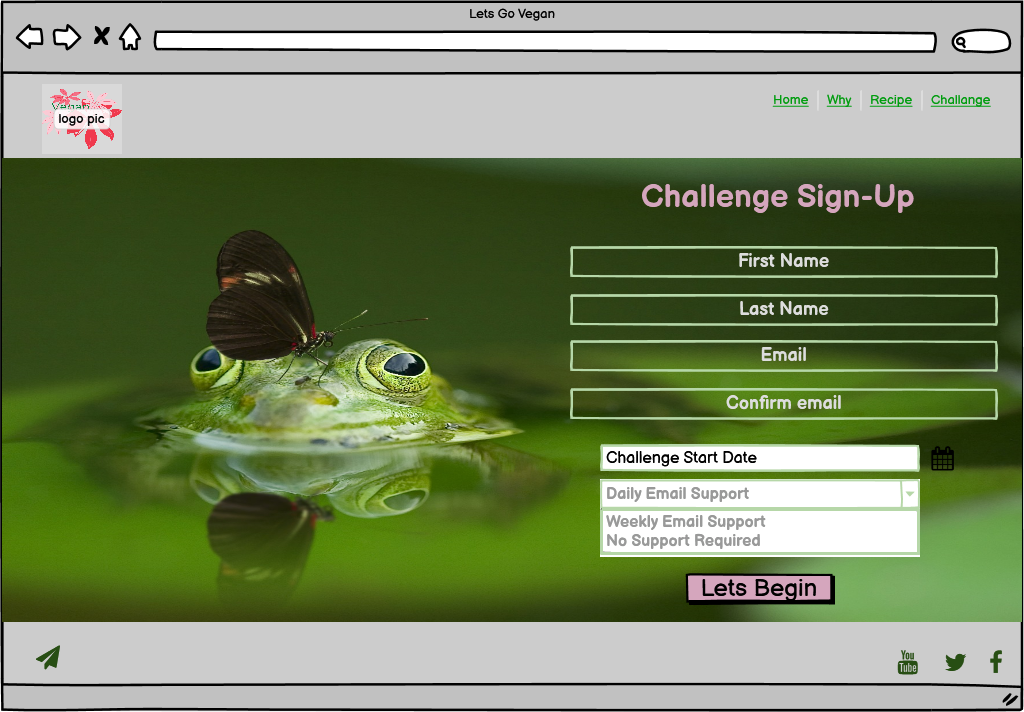 Lets Go Vegan
Vegan
logo pic
Home
Why
Recipe
Challange
Challenge Sign-Up
First Name
Last Name
Email
Confirm email
Challenge Start Date
Daily Email Support
Weekly Email Support
No Support Required
Lets Begin
You
Tube